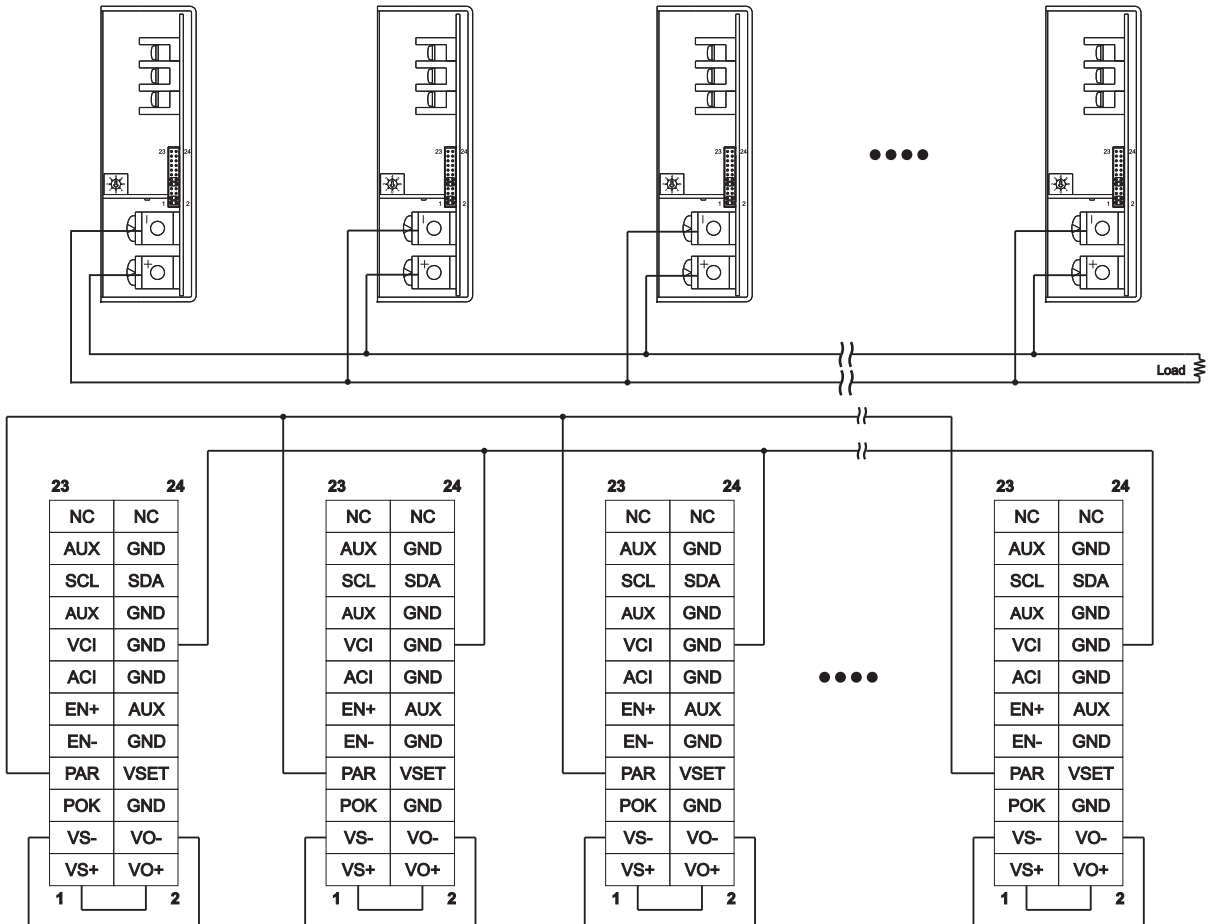 23 24 23 24 23 24 23 24
1 2 1 2 1 2 1 2
- - - -
+ + + +
Load
23 24 23 24 23 24 23 24
NC NC NC NC NC NC NC NC
AUX GND AUX GND AUX GND AUX GND
SCL SDA SCL SDA SCL SDA SCL SDA
AUX GND AUX GND AUX GND AUX GND
VCI GND VCI GND VCI GND VCI GND
ACI GND ACI GND ACI GND ACI GND
EN+ AUX EN+ AUX EN+ AUX EN+ AUX
EN- GND EN- GND EN- GND EN- GND
PAR VSET PAR VSET PAR VSET PAR VSET
POK GND POK GND POK GND POK GND
VS- VO- VS- VO- VS- VO- VS- VO-
VS+ VO+ VS+ VO+ VS+ VO+ VS+ VO+
1 2 1 2 1 2 1 2